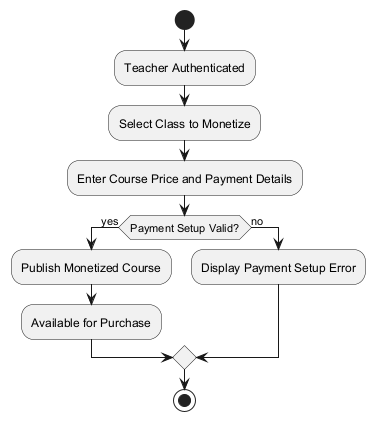 Teacher Authenticated
Select Class to Monetize
Enter Course Price and Payment Details
yes
Payment Setup Valid?
no
Publish Monetized Course
Display Payment Setup Error
Available for Purchase